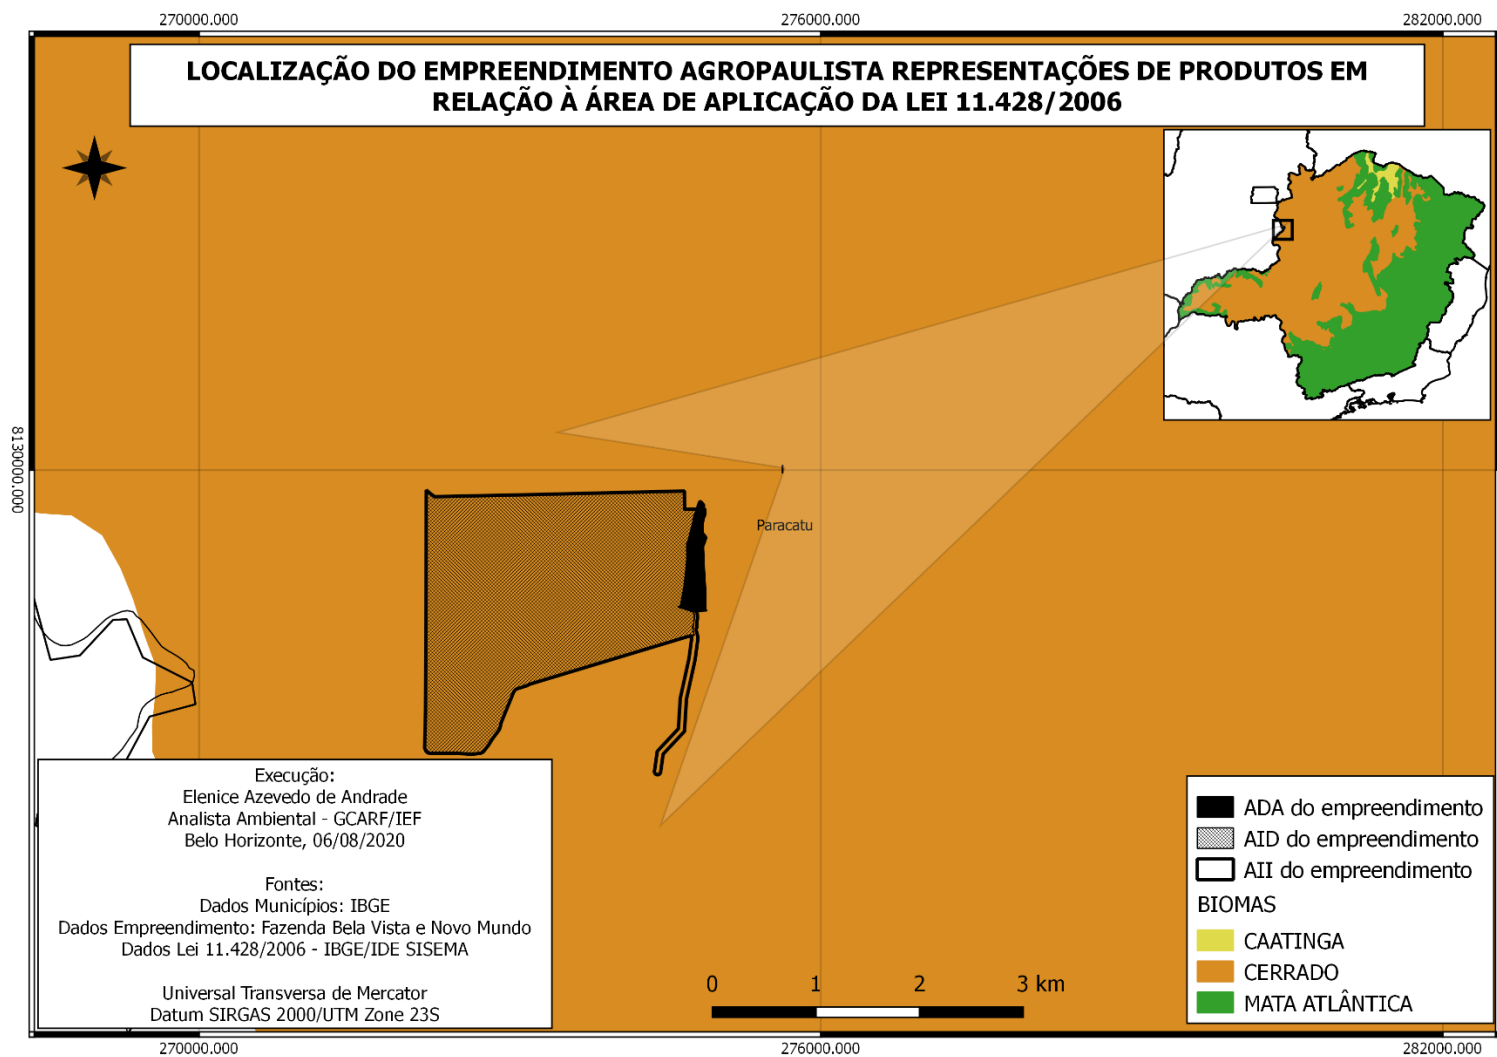 270000.000
276000.000
282000.000
LOCALIZAÇÃO DO EMPREENDIMENTO AGROPAULISTA REPRESENTAÇÕES DE PRODUTOS EM
RELAÇÃO À ÁREA DE APLICAÇÃO DA LEI 11.428/2006
8130000.000
Paracatu
Execução:
Elenice Azevedo de Andrade
Analista Ambiental - GCARF/IEF
Belo Horizonte, 06/08/2020
Fontes:
Dados Municípios: IBGE
Dados Empreendimento: Fazenda Bela Vista e Novo Mundo
Dados Lei 11.428/2006 - IBGE/IDE SISEMA
Universal Transversa de Mercator
Datum SIRGAS 2000/UTM Zone 23S
0 1 2 3 km
ADA do empreendimento
AID do empreendimento
AII do empreendimento
BIOMAS
CAATINGA
CERRADO
MATA ATLÂNTICA
270000.000
276000.000
282000.000